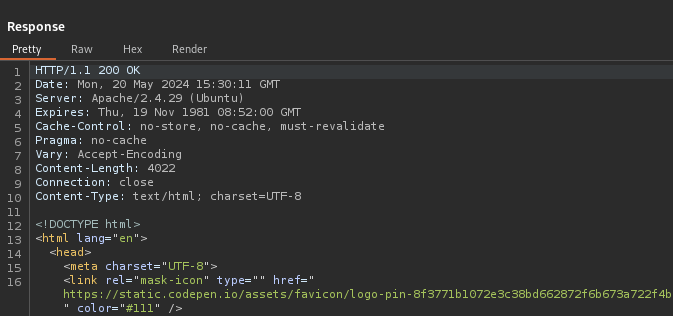 Response
Pretty Raw Hex Render
1 HTTP/1.1 200 OK
2 Date: Mon, 20 May 2024 15:30:11 GMT
3 Server: Apache/2.4.29 (Ubuntu)
4 Expires: Thu, 19 Nov 1981 08:52:00 GMT
5 Cache-Control: no-store, no-cache, must-revalidate
6 Pragma: no-cache
7 Vary: Accept-Encoding
8 Content-Length: 4022
9 Connection: close
10 Content-Type: text/html; charset=UTF-8
11
12 <!DOCTYPE html>
13 <html lang="en">
14 <head>
15 <meta charset="UTF-8">
16 <link rel="mask-icon" type="" href="
https://static.codepen.io/assets/favicon/logo-pin-8f3771b1072e3c38bd662872f6b673a722f4b
" color="#111" />